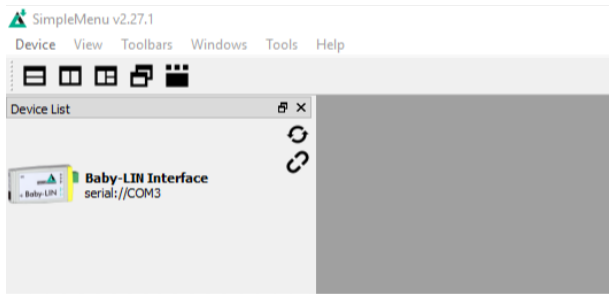 SimpleMenu v2.27.1
Device View Toolbars Windows Tools Help
Device List
Baby-LIN Interface
serial://COM3
Baby-LIN